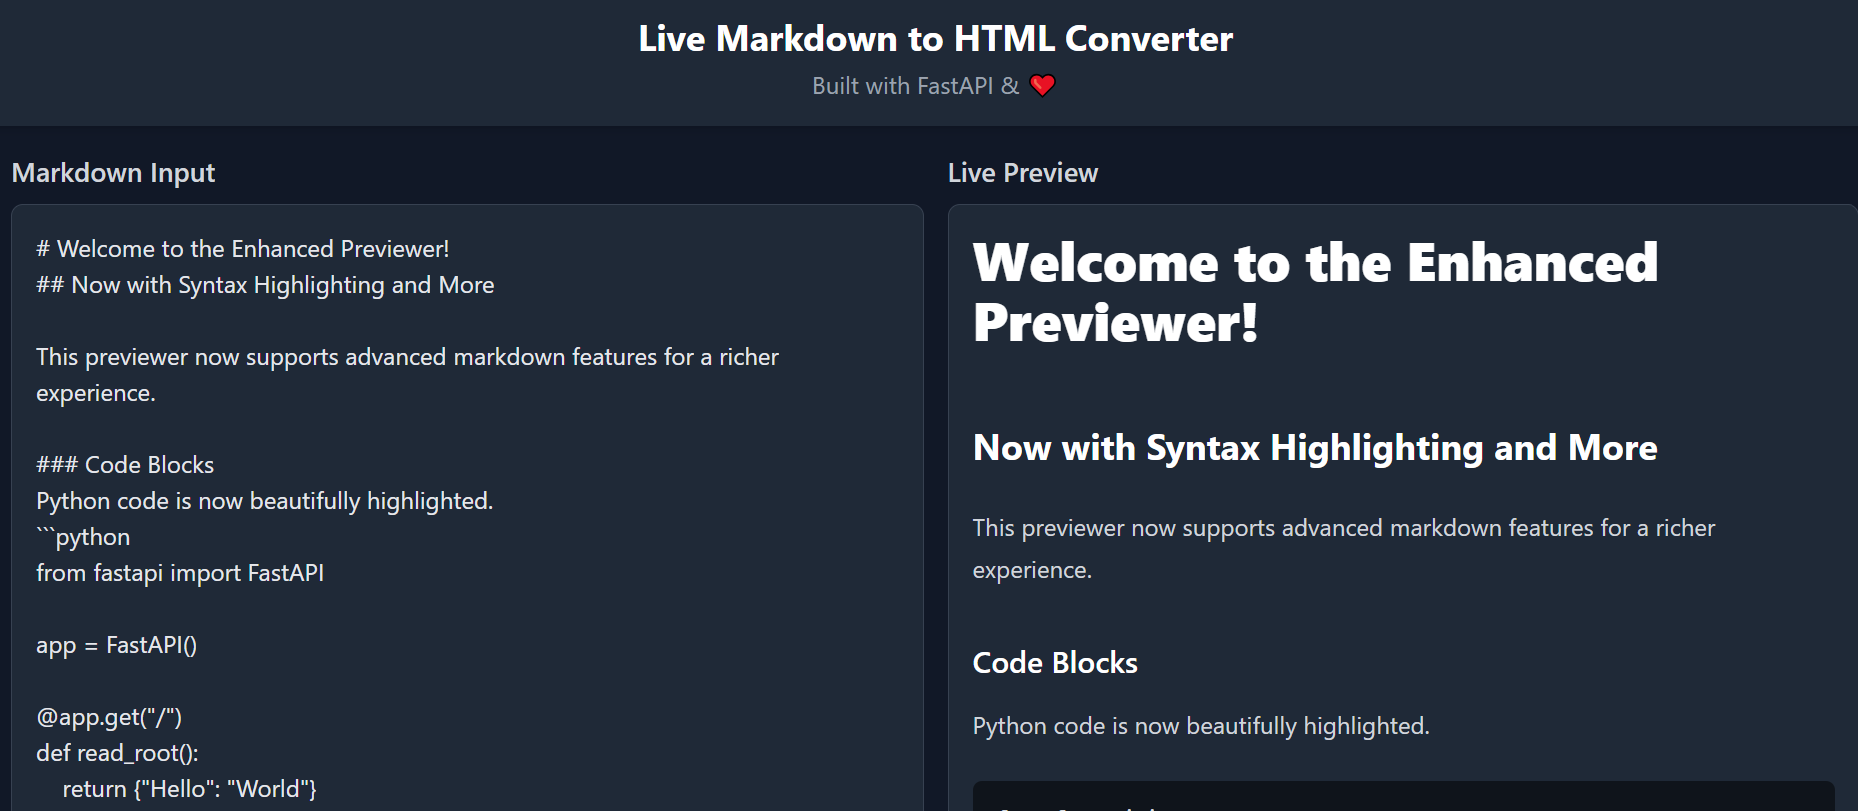 Live Markdown to HTML Converter
Built with FastAPI & ❤️
Markdown Input
# Welcome to the Enhanced Previewer!
## Now with Syntax Highlighting and More
This previewer now supports advanced markdown features for a richer
experience.
### Code Blocks
Python code is now beautifully highlighted.
```python
from fastapi import FastAPI
app = FastAPI()
@app.get("/")
def read_root():
    return {"Hello": "World"}
Live Preview
Welcome to the Enhanced
Previewer!
Now with Syntax Highlighting and More
This previewer now supports advanced markdown features for a richer
experience.
Code Blocks
Python code is now beautifully highlighted.